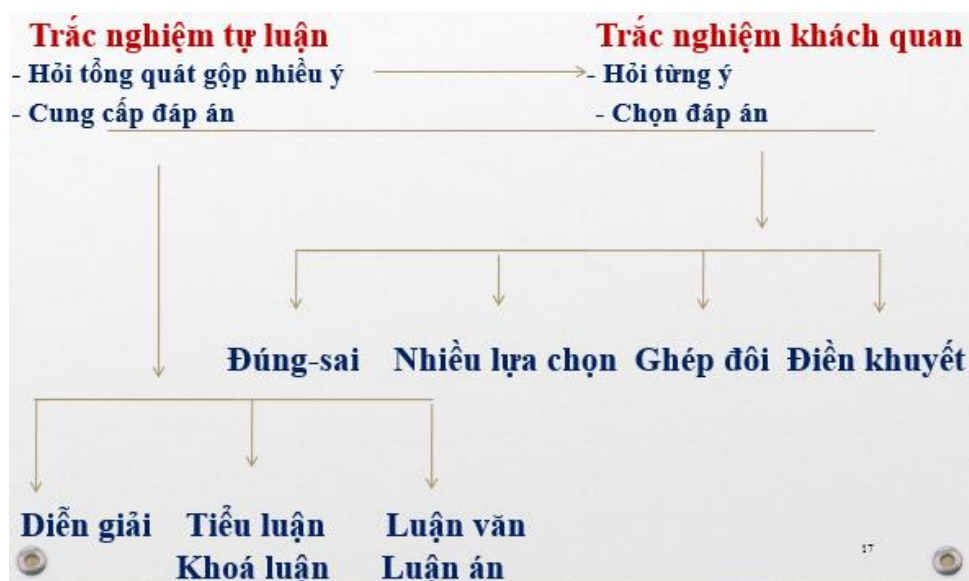 Trắc nghiệm tự luận
- Hỏi tổng quát gộp nhiều ý
- Cung cấp đáp án
Trắc nghiệm khách quan
- Hỏi từng ý
- Chọn đáp án
Đúng-sai
Nhiều lựa chọn
Ghép đôi
Điền khuyết
Diễn giải
Tiểu luận
Khoá luận
Luận văn
Luận án
17